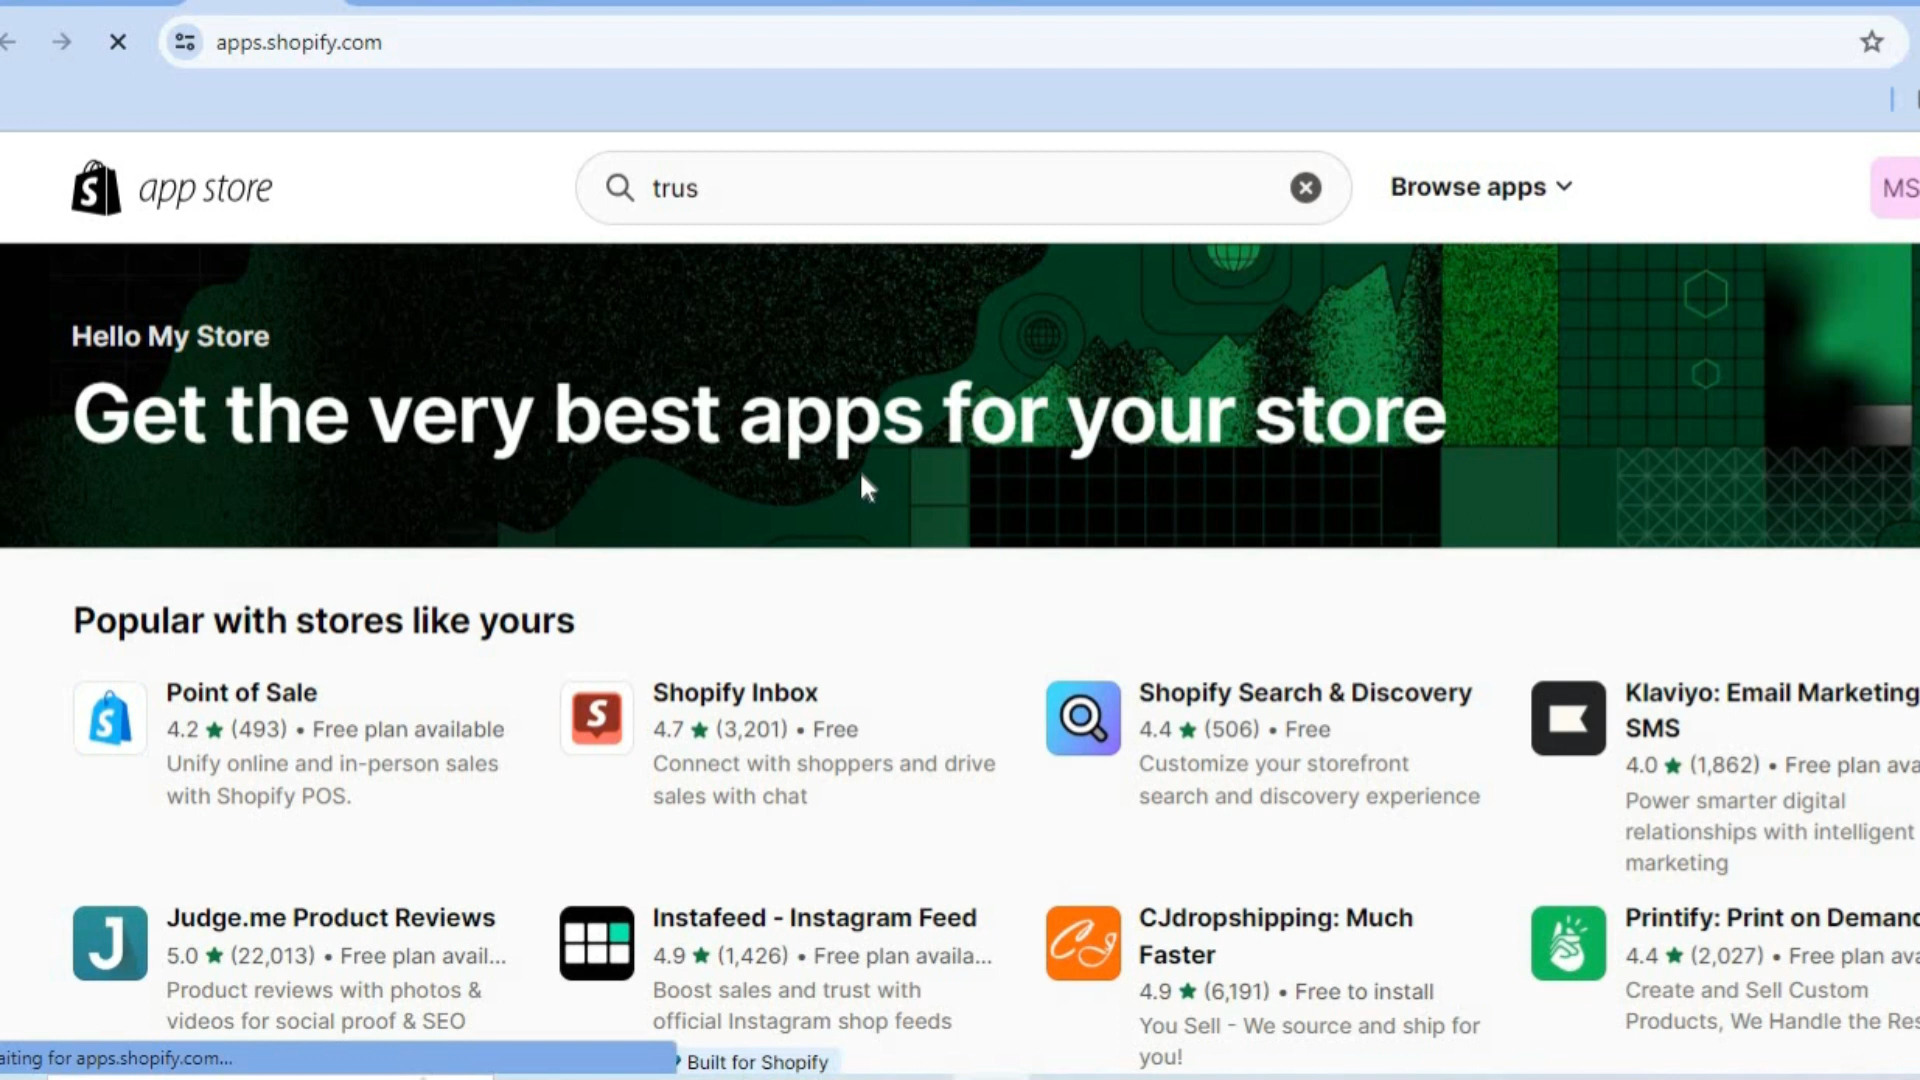 apps.shopify.com
app store
trus
Browse apps
MS
Hello My Store
Get the very best apps for your store
Popular with stores like yours
Point of Sale
4.2 ★ (493) • Free plan available
Unify online and in-person sales
with Shopify POS.
Shopify Inbox
4.7 ★ (3,201) • Free
Connect with shoppers and drive
sales with chat
Shopify Search & Discovery
4.4 ★ (506) • Free
Customize your storefront
search and discovery experience
Klaviyo: Email Marketing
SMS
4.0 ★ (1,862) • Free plan ava
Power smarter digital
relationships with intelligent
marketing
Judge.me Product Reviews
5.0 ★ (22,013) • Free plan avail...
Product reviews with photos &
videos for social proof & SEO
Instafeed - Instagram Feed
4.9 ★ (1,426) • Free plan availa...
Boost sales and trust with
official Instagram shop feeds
Built for Shopify
CJdropshipping: Much
Faster
4.9 ★ (6,191) • Free to install
You Sell - We source and ship for
you!
Printify: Print on Demand
4.4 ★ (2,027) • Free plan ava
Create and Sell Custom
Products, We Handle the Res
aiting for apps.shopify.com...